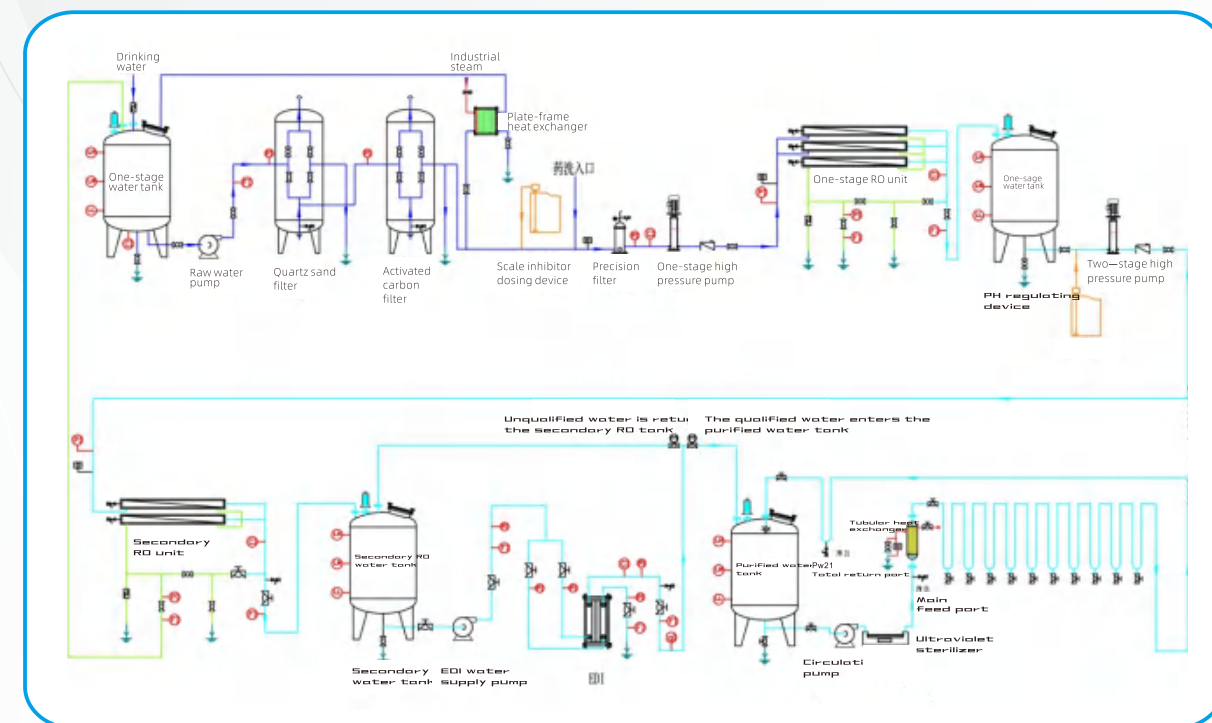 Drinking
water
Industrial
steam
Plate-frame
heat exchanger
One-stage
water tank
药洗入口
One-stage RO unit
One-sage
watertank
Raw water
pump
Quartz sand
filter
Activated
carbon
filter
Scale inhibitor
dosing device
Precision
filter
One-stage high
pressure pump
Two—stage high
pressure pump
PH regulating
device
Unqualified water is retu
the secondary RO tank
The qualified water enters the
purified water tank
Secondary
RO unit
Secondary RO
water tank
Purified water
tank
Pw21
Total return part
Tubular heat
exchanger
Main
feed part
Ultraviolet
sterilizer
Circulati
pump
Secondary
water tank
EDI water
supply pump
EDI